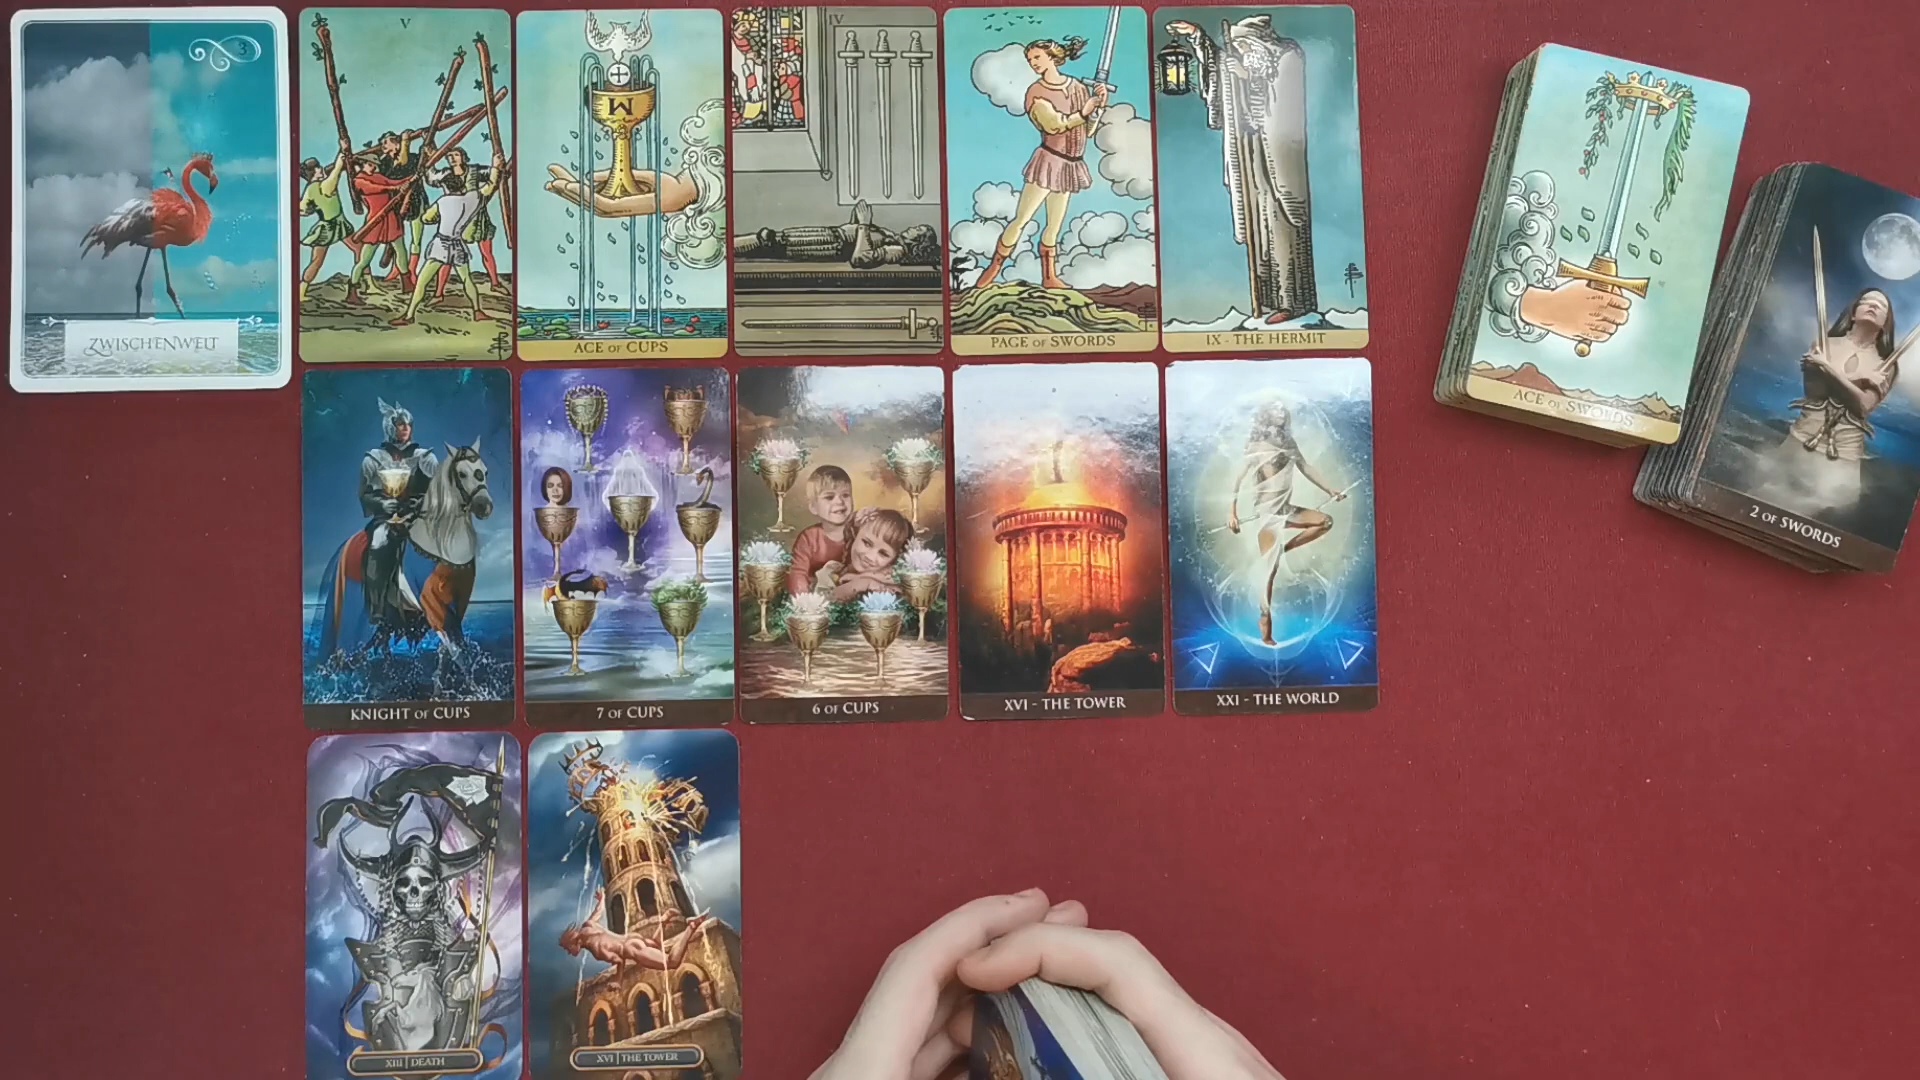 3
ZWISCHENWELT
V
ACE OF CUPS
IV
PAGE OF SWORDS
IX - THE HERMIT
ACE OF SWORDS
2 OF SWORDS
KNIGHT OF CUPS
7 OF CUPS
6 OF CUPS
XVI - THE TOWER
XXI - THE WORLD
XIII | DEATH
XVI | THE TOWER